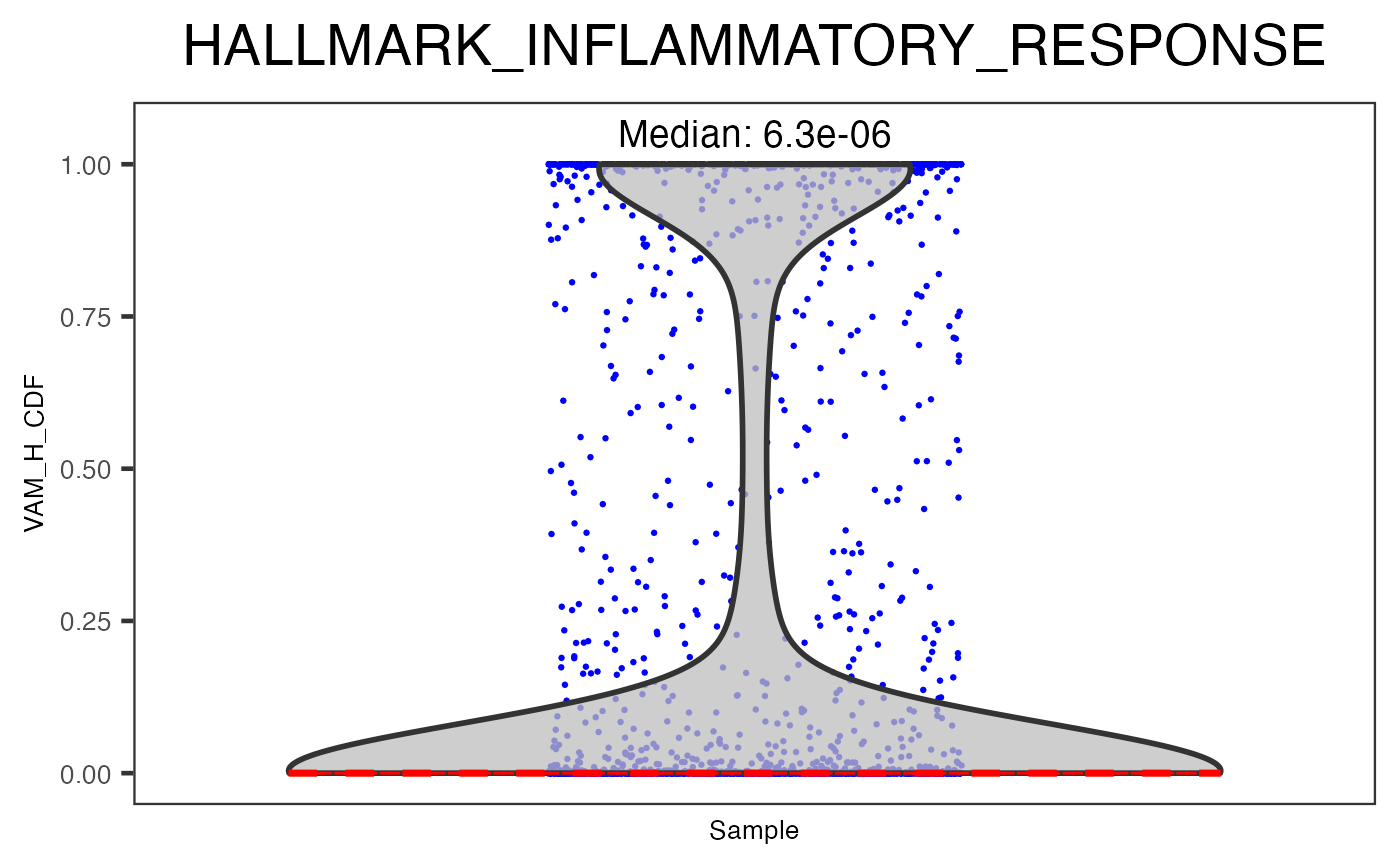 HALLMARK_INFLAMMATORY_RESPONSE
Median: 6.3e-06
1.00
0.75
0.50
0.25
0.00
VAM_H_CDF
Sample